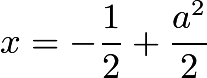 x = -\frac{1}{2} + \frac{a^2}{2}